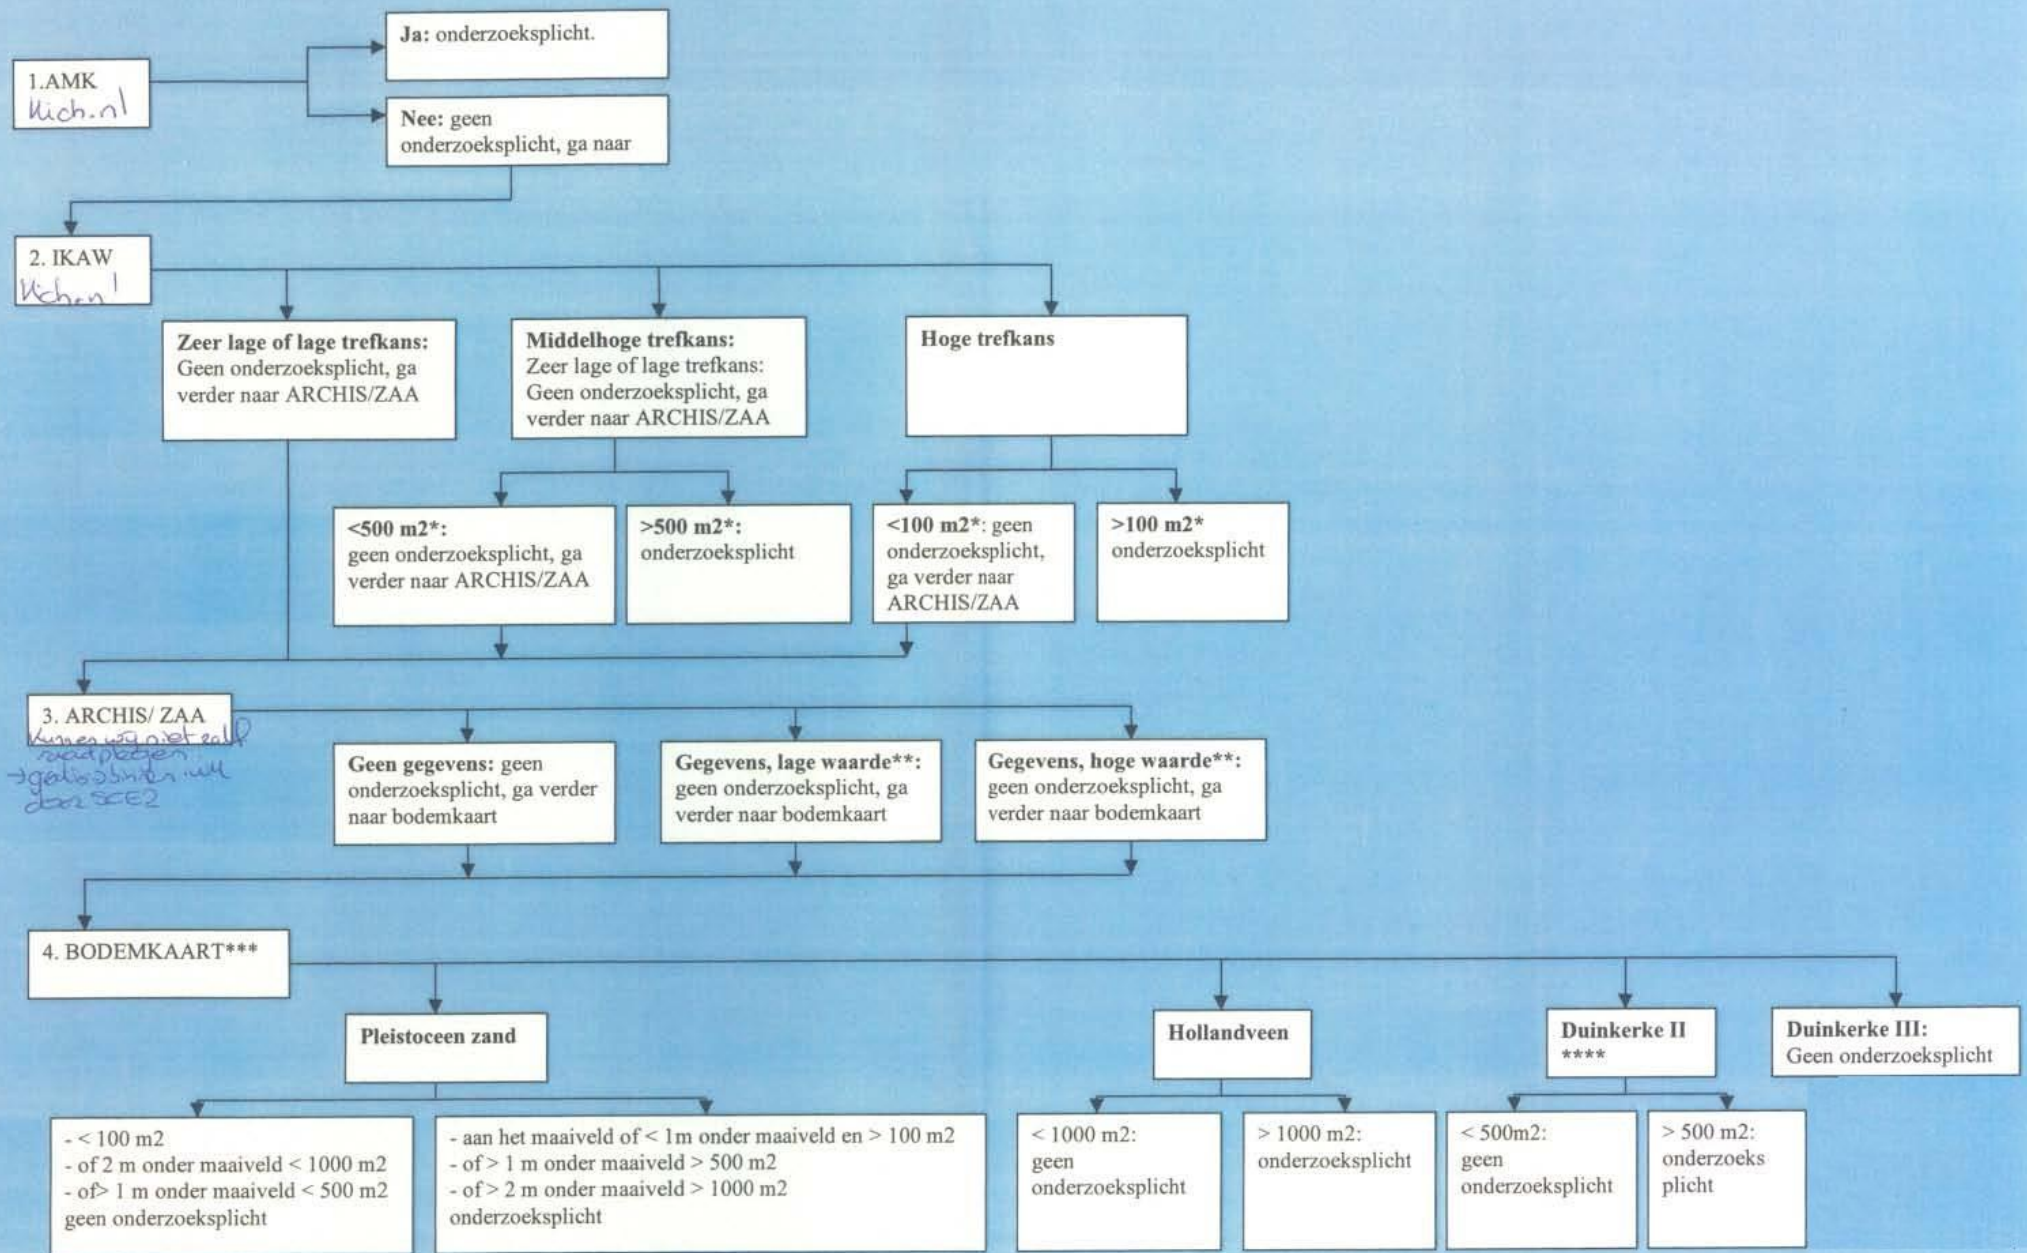 Ja: onderzoeksplicht.
1.AMK
Kich.nl
Nee: geen
onderzoeksplicht, ga naar
2. IKAW
Kich.nl
Zeer lage of lage trefkans:
Geen onderzoeksplicht, ga
verder naar ARCHIS/ZAA
Middelhoge trefkans:
Zeer lage of lage trefkans:
Geen onderzoeksplicht, ga
verder naar ARCHIS/ZAA
Hoge trefkans
<500 m2*:
geen onderzoeksplicht, ga
verder naar ARCHIS/ZAA
>500 m2*:
onderzoeksplicht
<100 m2*: geen
onderzoeksplicht,
ga verder naar
ARCHIS/ZAA
>100 m2*
onderzoeksplicht
3. ARCHIS/ ZAA
Kunnen wij niet zelf
raadplegen
door SCEZ
Geen gegevens: geen
onderzoeksplicht, ga verder
naar bodemkaart
Gegevens, lage waarde**:
geen onderzoeksplicht, ga
verder naar bodemkaart
Gegevens, hoge waarde**:
geen onderzoeksplicht, ga
verder naar bodemkaart
4. BODEMKAART***
Pleistoceen zand
Hollandveen
Duinkerke II
****
Duinkerke III:
Geen onderzoeksplicht
- < 100 m2
- of 2 m onder maaiveld < 1000 m2
- of> 1 m onder maaiveld < 500 m2
geen onderzoeksplicht
- aan het maaiveld of < 1m onder maaiveld en > 100 m2
- of > 1 m onder maaiveld > 500 m2
- of > 2 m onder maaiveld > 1000 m2
onderzoeksplicht
< 1000 m2:
geen
onderzoeksplicht
> 1000 m2:
onderzoeksplicht
< 500m2:
geen
onderzoeksplicht
> 500 m2:
onderzoeks
plicht